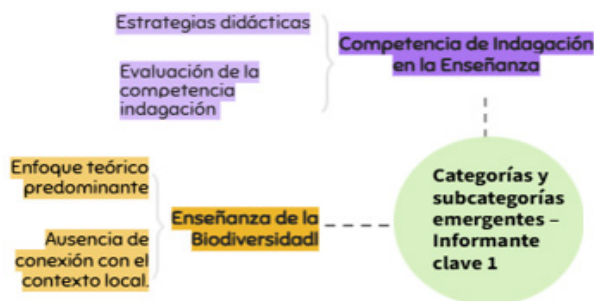 Estrategias didácticas
Evaluación de la
competencia
indagación
Competencia de Indagación
en la Enseñanza
Enfoque teórico
predominante
Ausencia de
conexión con el
contexto local.
Enseñanza de la
Biodiversidadl
Categorías y
subcategorías
emergentes –
Informante
clave 1